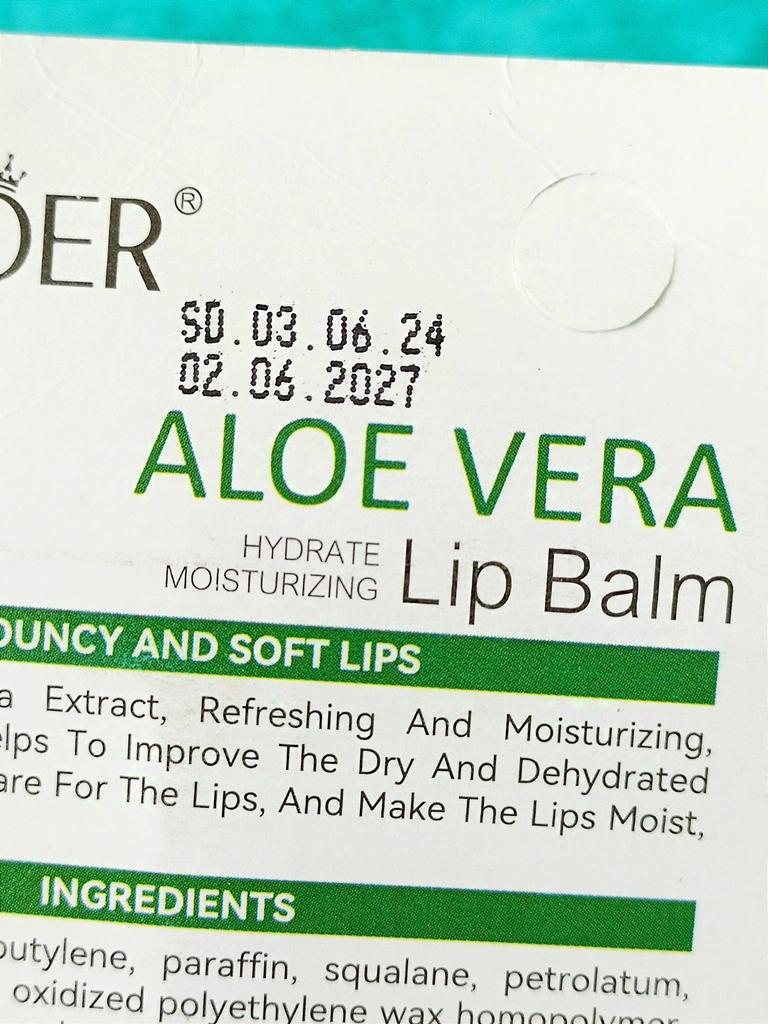 DER®
SD.03.06.24
02.06.2027
ALOE VERA
HYDRATE
MOISTURIZING
Lip Balm
OUNCY AND SOFT LIPS
a Extract, Refreshing And Moisturizing,
elps To Improve The Dry And Dehydrated
are For The Lips, And Make The Lips Moist,
INGREDIENTS
butylene, paraffin, squalane, petrolatum,
oxidized polyethylene wax homopolymer